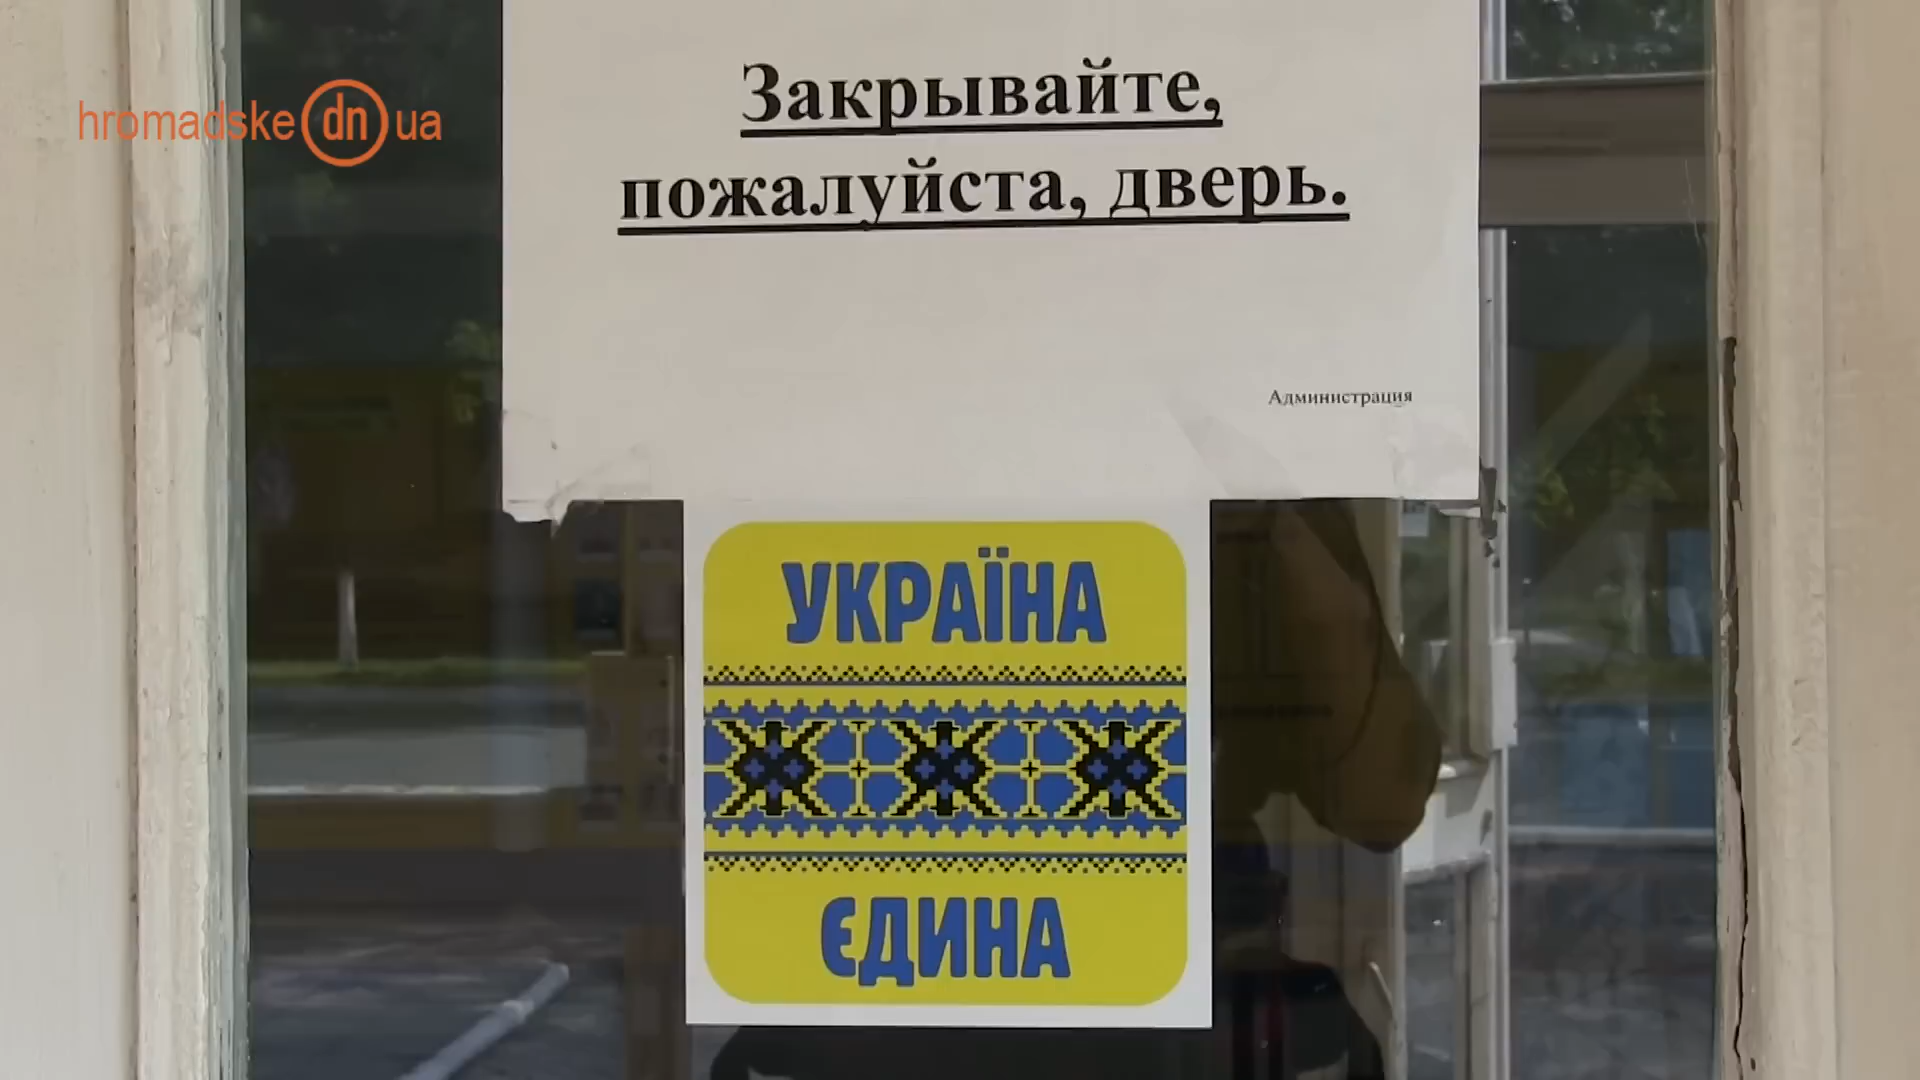 hromadske dn ua
Закрывайте,
пожалуйста, дверь.
Администрация
УКРАЇНА
ЄДИНА